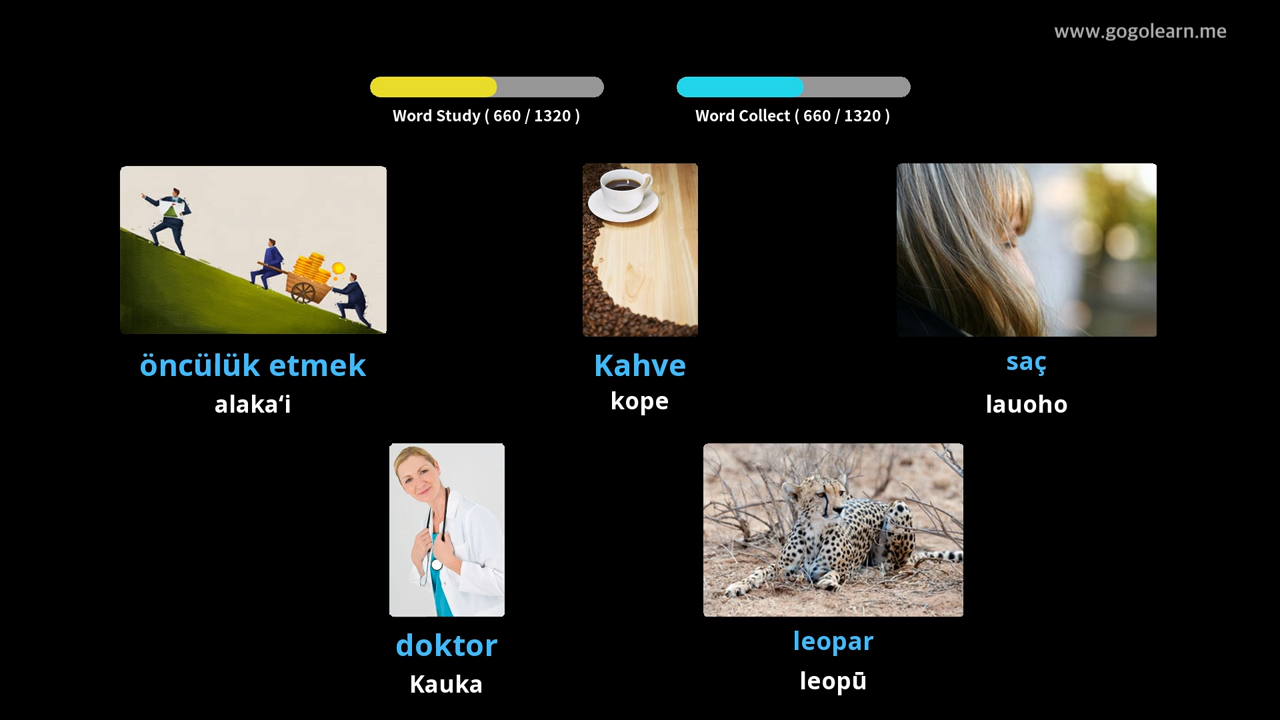 www.gogolearn.me
Word Study ( 660 / 1320 )
Word Collect ( 660 / 1320 )
öncülük etmek
alakaʻi
Kahve
kope
saç
lauoho
doktor
Kauka
leopar
leopū